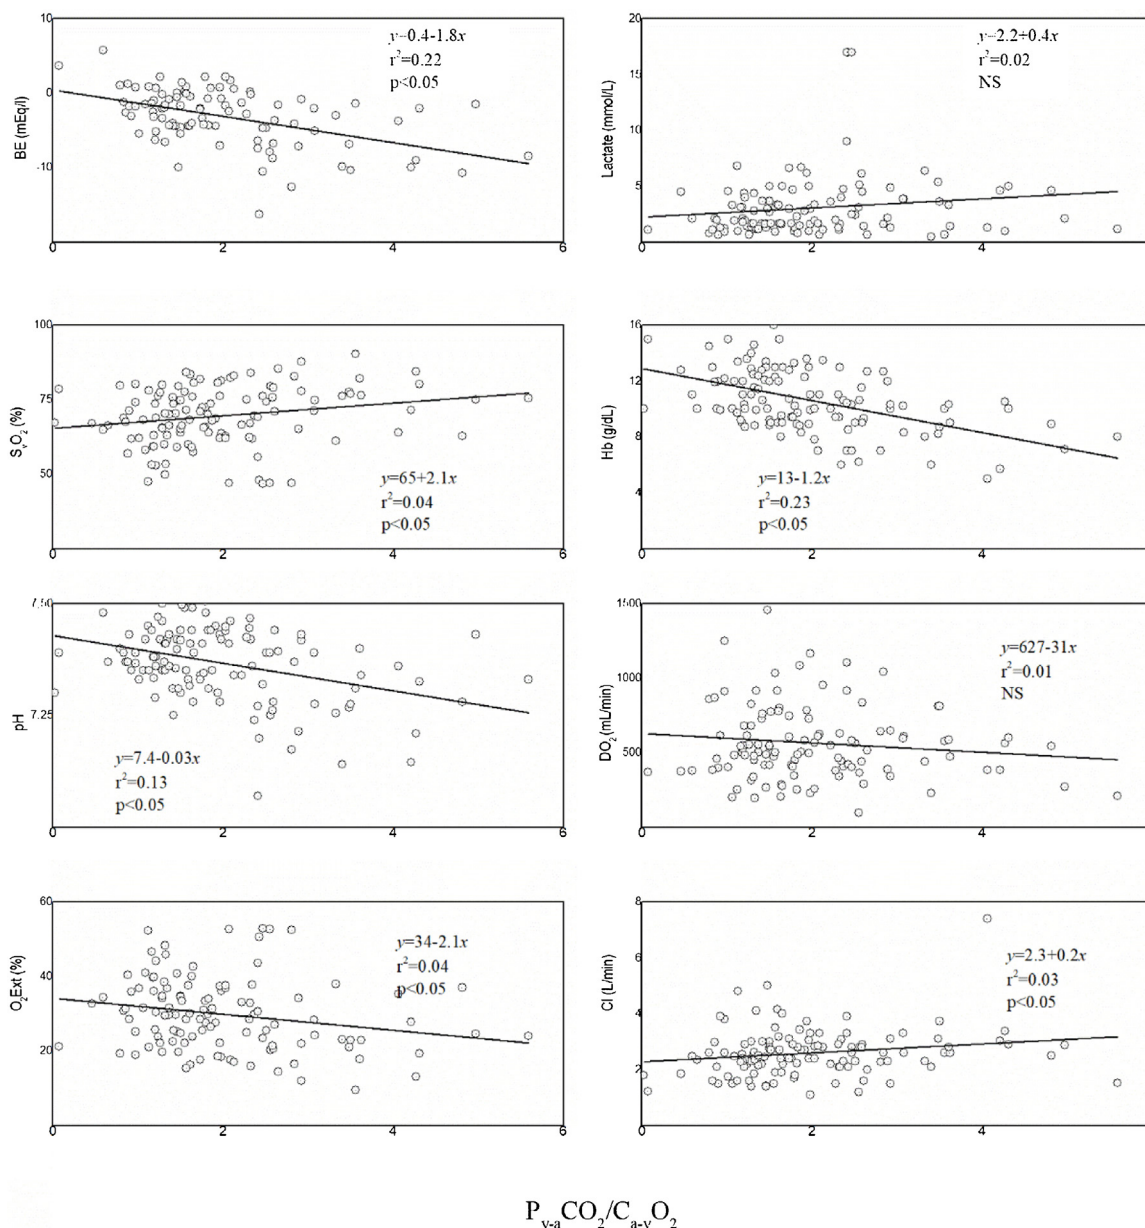 10
0
-10
BE (mEq/l)
y=0.4-1.8x
r²=0.22
p<0.05
0 2 4 6
20
15
10
5
Lactate (mmol/L)
y=2.2+0.4x
r²=0.02
NS
0 2 4
100
75
50
SvO2 (%)
y=65+2.1x
r²=0.04
p<0.05
0 2 4 6
16
12
8
4
Hb (g/dL)
y=13-1.2x
r²=0.23
p<0.05
0 2 4
7.50
7.25
pH
y=7.4-0.03x
r²=0.13
p<0.05
0 2 4 6
1500
1000
500
DO2 (mL/min)
y=627-31x
r²=0.01
NS
0 2 4
60
40
20
O2Ext (%)
y=34-2.1x
r²=0.04
p<0.05
0 2 4 6
8
6
4
2
CI (L/min)
y=2.3+0.2x
r²=0.03
p<0.05
0 2 4
Pv-aCO2/Ca-vO2